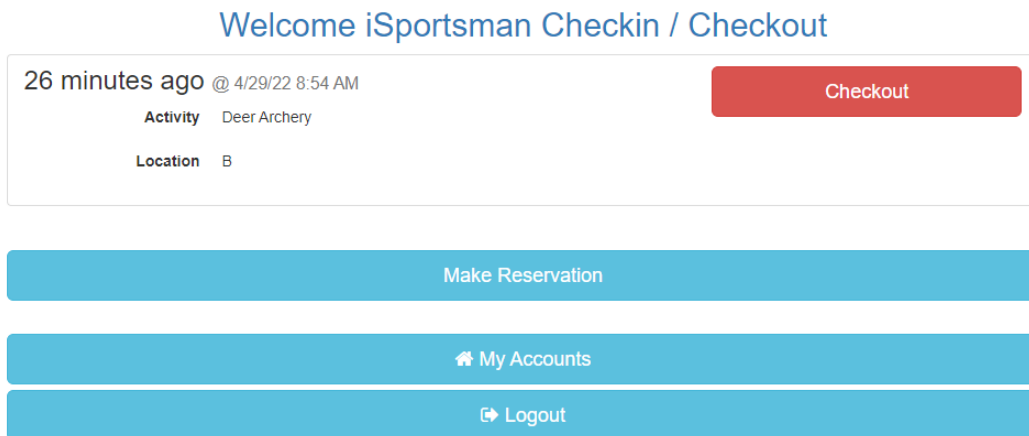 Welcome iSportsman Checkin / Checkout
26 minutes ago @ 4/29/22 8:54 AM
Checkout
Activity Deer Archery
Location B
Make Reservation
My Accounts
Logout